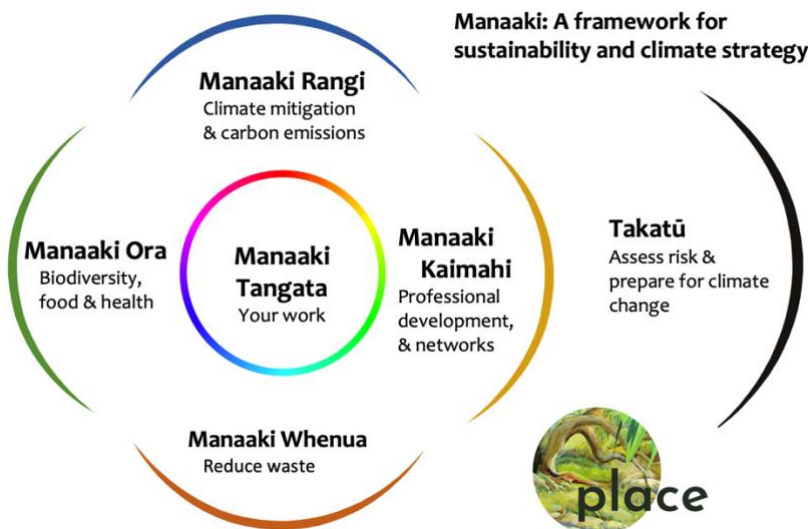 Manaaki: A framework for
sustainability and climate strategy
Manaaki Rangi
Climate mitigation
& carbon emissions
Manaaki Ora
Biodiversity,
food & health
Manaaki
Tangata
Your work
Manaaki
Kaimahi
Professional
development,
& networks
Takatū
Assess risk &
prepare for climate
change
Manaaki Whenua
Reduce waste
place